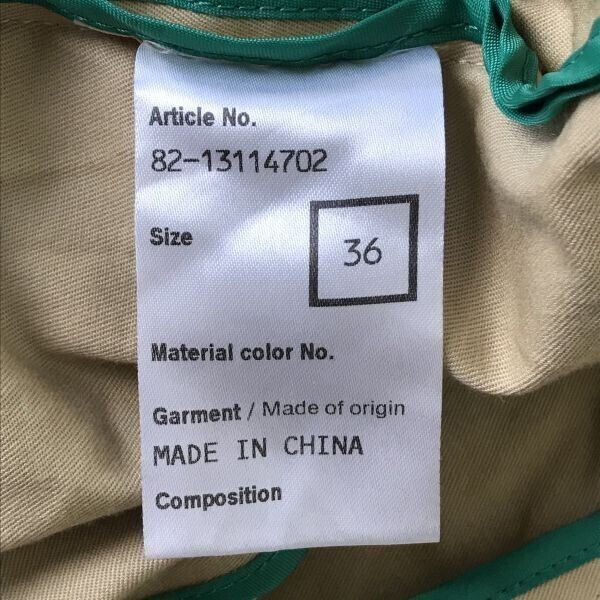 Article No.
82-13114702
Size
36
Material color No.
Garment / Made of origin
MADE IN CHINA
Composition